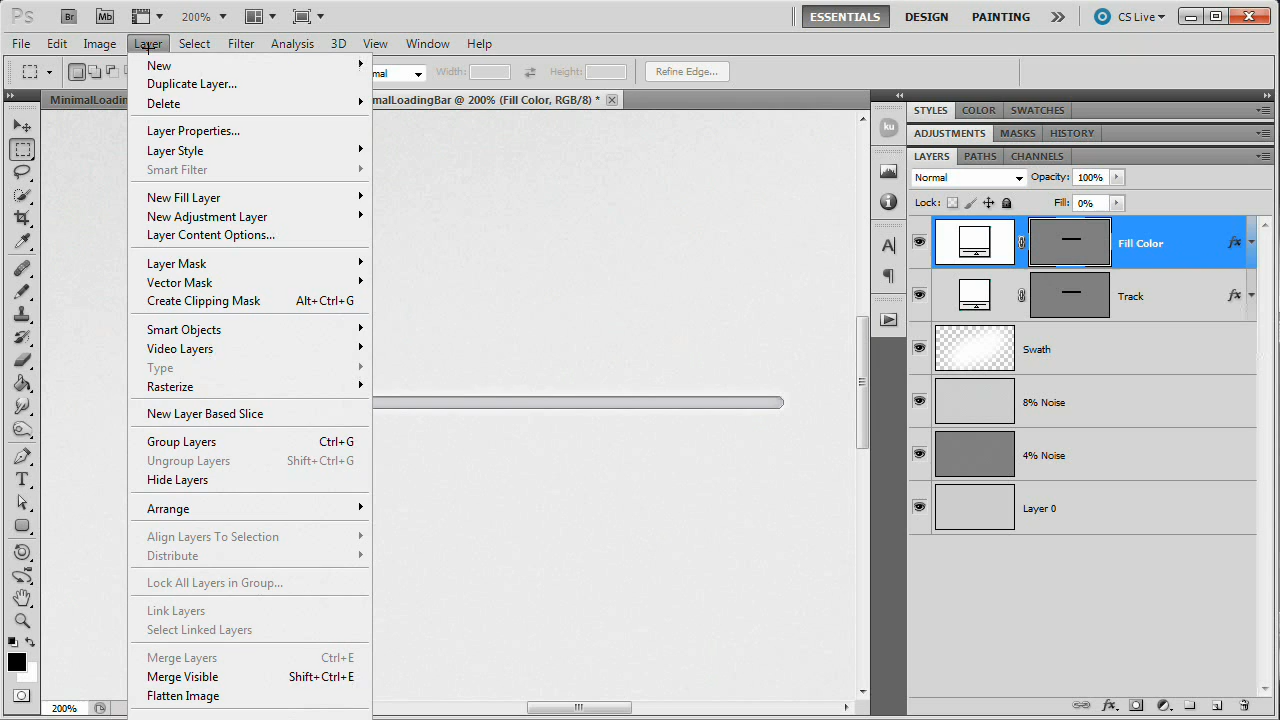 Ps Br Mb 200% ESSENTIALS DESIGN PAINTING CS Live
File Edit Image Layer Select Filter Analysis 3D View Window Help
Width: Height: Refine Edge...
MinimalLoadingBar @ 200% (Fill Color, RGB/8) *
New
Duplicate Layer...
Delete
Layer Properties...
Layer Style
Smart Filter
New Fill Layer
New Adjustment Layer
Layer Content Options...
Layer Mask
Vector Mask
Create Clipping Mask Alt+Ctrl+G
Smart Objects
Video Layers
Type
Rasterize
New Layer Based Slice
Group Layers Ctrl+G
Ungroup Layers Shift+Ctrl+G
Hide Layers
Arrange
Align Layers To Selection
Distribute
Lock All Layers in Group...
Link Layers
Select Linked Layers
Merge Layers Ctrl+E
Merge Visible Shift+Ctrl+E
Flatten Image
200%
STYLES COLOR SWATCHES
ADJUSTMENTS MASKS HISTORY
LAYERS PATHS CHANNELS
Normal Opacity: 100%
Lock: Fill: 0%
Fill Color fx
Track fx
Swath
8% Noise
4% Noise
Layer 0